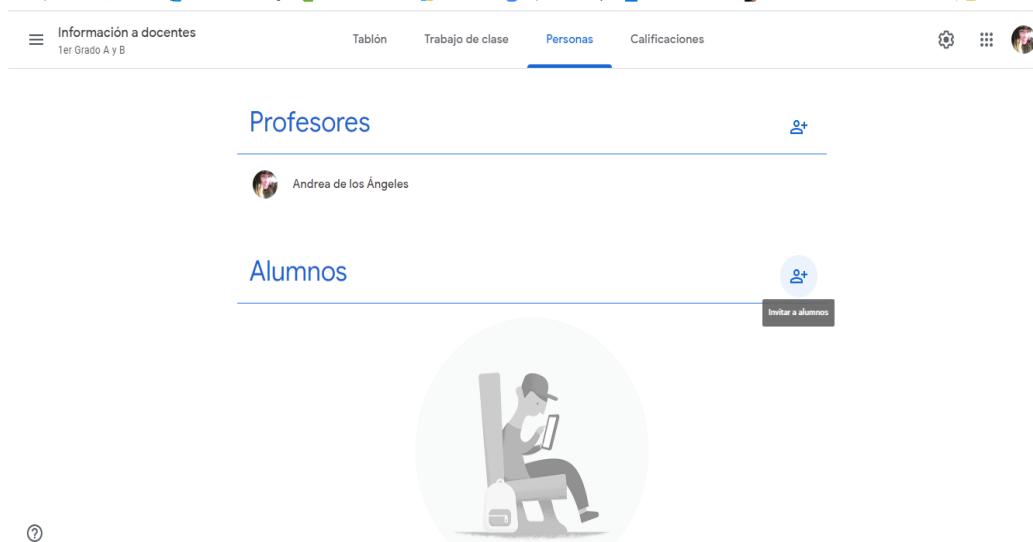 Información a docentes
1er Grado A y B
Tablón Trabajo de clase Personas Calificaciones
Profesores
Andrea de los Ángeles
Alumnos
Invitar a alumnos